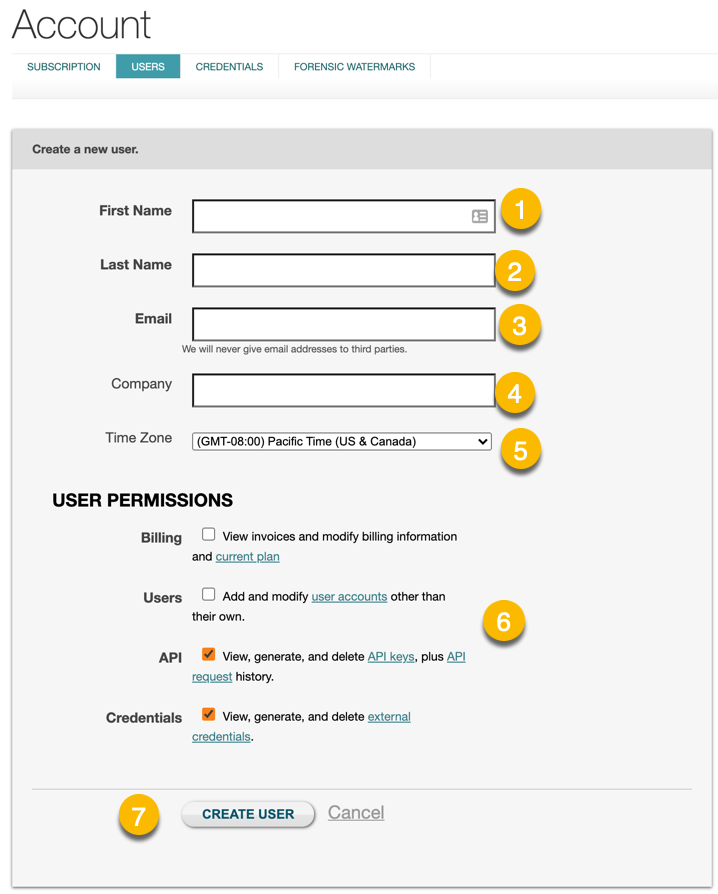 Account
SUBSCRIPTION USERS CREDENTIALS FORENSIC WATERMARKS
Create a new user.
First Name 1
Last Name 2
Email 3
We will never give email addresses to third parties.
Company 4
Time Zone (GMT-08:00) Pacific Time (US & Canada) 5
USER PERMISSIONS
Billing View invoices and modify billing information
and current plan
Users Add and modify user accounts other than
their own.
6
API View, generate, and delete API keys, plus API
request history.
Credentials View, generate, and delete external
credentials.
7 CREATE USER Cancel